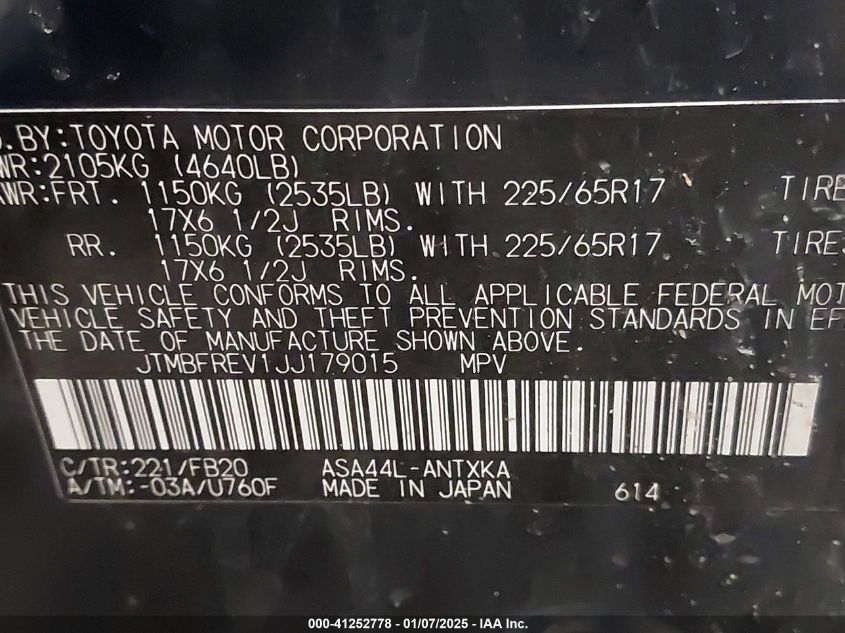 . BY:TOYOTA MOTOR CORPORATION
WR:2105KG (4640LB)
WR:FRT. 1150KG (2535LB) WITH 225/65R17 TIRE
17X6 1/2J RIMS.
RR. 1150KG (2535LB) WITH 225/65R17 TIRES
17X6 1/2J RIMS.
THIS VEHICLE CONFORMS TO ALL APPLICABLE FEDERAL MOT
VEHICLE SAFETY AND THEFT PREVENTION STANDARDS IN EF
THE DATE OF MANUFACTURE SHOWN ABOVE.
JTMBFREV1JJ179015 MPV
C/TR:221/FB20 ASA44L-ANTXKA
A/TM:-03A/U760F MADE IN JAPAN 614
000-41252778 - 01/07/2025 - IAA Inc.